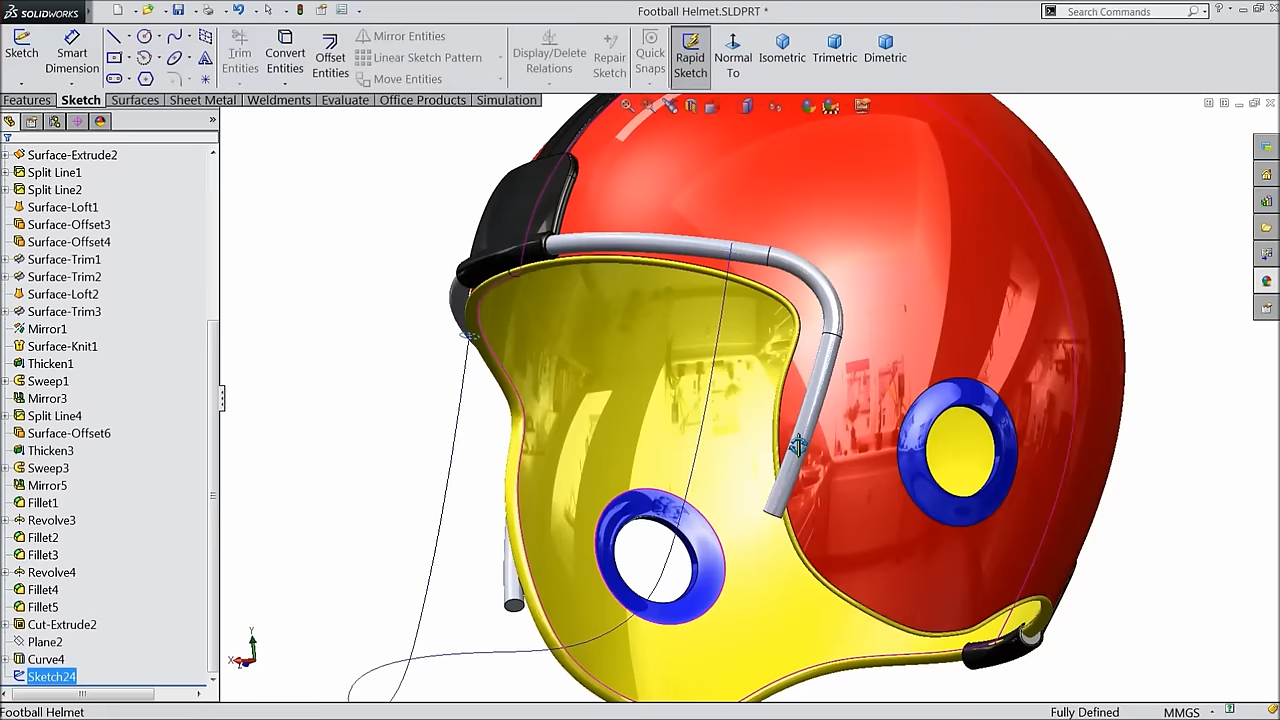 SOLIDWORKS
Football Helmet.SLDPRT *
Search Commands
Sketch
Smart Dimension
Trim Entities
Convert Entities
Offset Entities
Mirror Entities
Linear Sketch Pattern
Move Entities
Display/Delete Relations
Repair Sketch
Quick Snaps
Rapid Sketch
Normal To
Isometric
Trimetric
Dimetric
Features
Sketch
Surfaces
Sheet Metal
Weldments
Evaluate
Office Products
Simulation
Surface-Extrude2
Split Line1
Split Line2
Surface-Loft1
Surface-Offset3
Surface-Offset4
Surface-Trim1
Surface-Trim2
Surface-Loft2
Surface-Trim3
Mirror1
Surface-Knit1
Thicken1
Sweep1
Mirror3
Split Line4
Surface-Offset6
Thicken3
Sweep3
Mirror5
Fillet1
Revolve3
Fillet2
Fillet3
Revolve4
Fillet4
Fillet5
Cut-Extrude2
Plane2
Curve4
Sketch24
Y
X
Z
Football Helmet
Fully Defined
MMGS